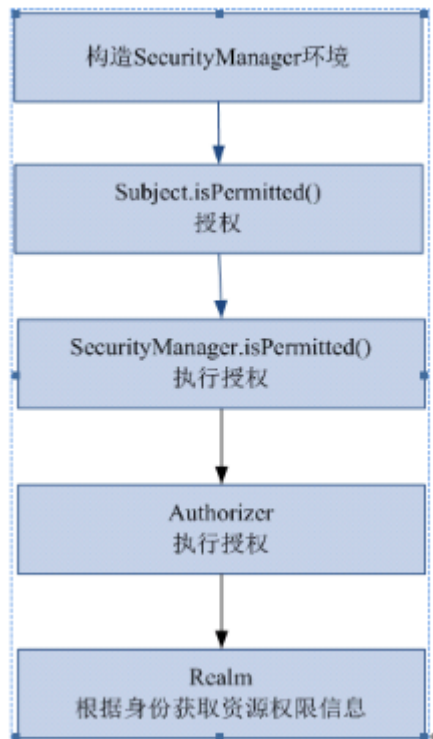 构造SecurityManager环境
Subject.isPermitted()
授权
SecurityManager.isPermitted()
执行授权
Authorizer
执行授权
Realm
根据身份获取资源权限信息